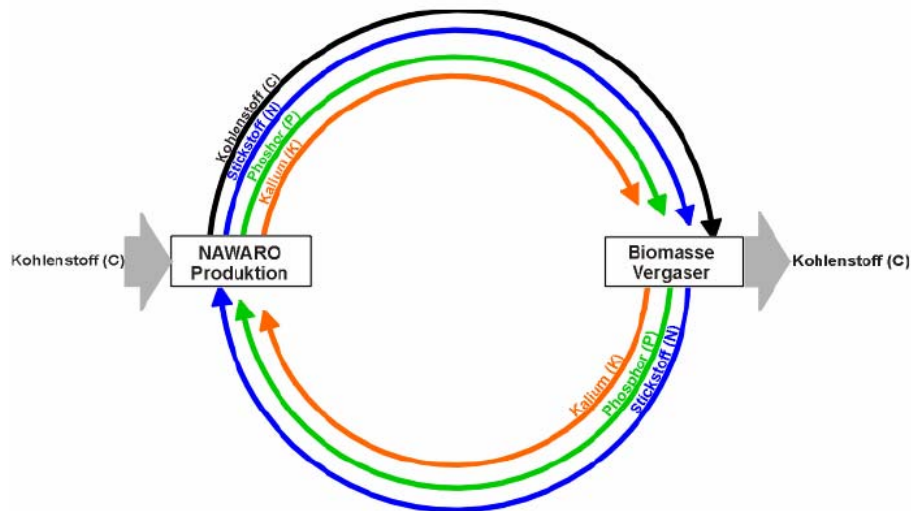 Kohlenstoff (C)
Stickstoff (N)
Phoshor (P)
Kalium (K)
Kohlenstoff (C)
NAWARO
Produktion
Biomasse
Vergaser
Kohlenstoff (C)
Kalium (K)
Phosphor (P)
Stickstoff (N)